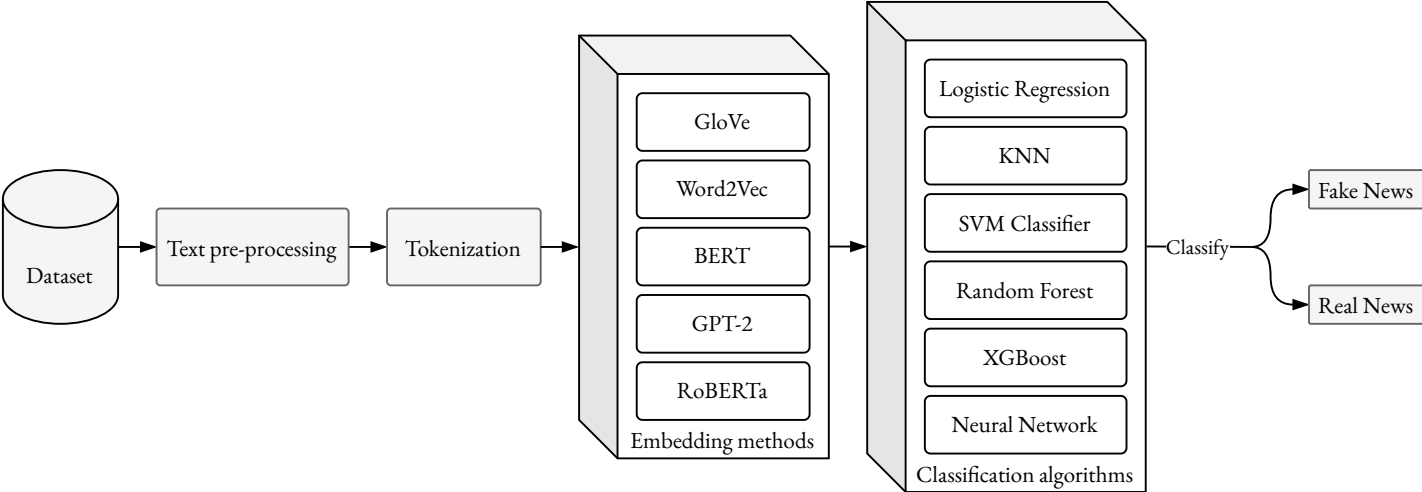 Dataset
Text pre-processing
Tokenization
GloVe
Word2Vec
BERT
GPT-2
RoBERTa
Embedding methods
Logistic Regression
KNN
SVM Classifier
Random Forest
XGBoost
Neural Network
Classification algorithms
Classify
Fake News
Real News